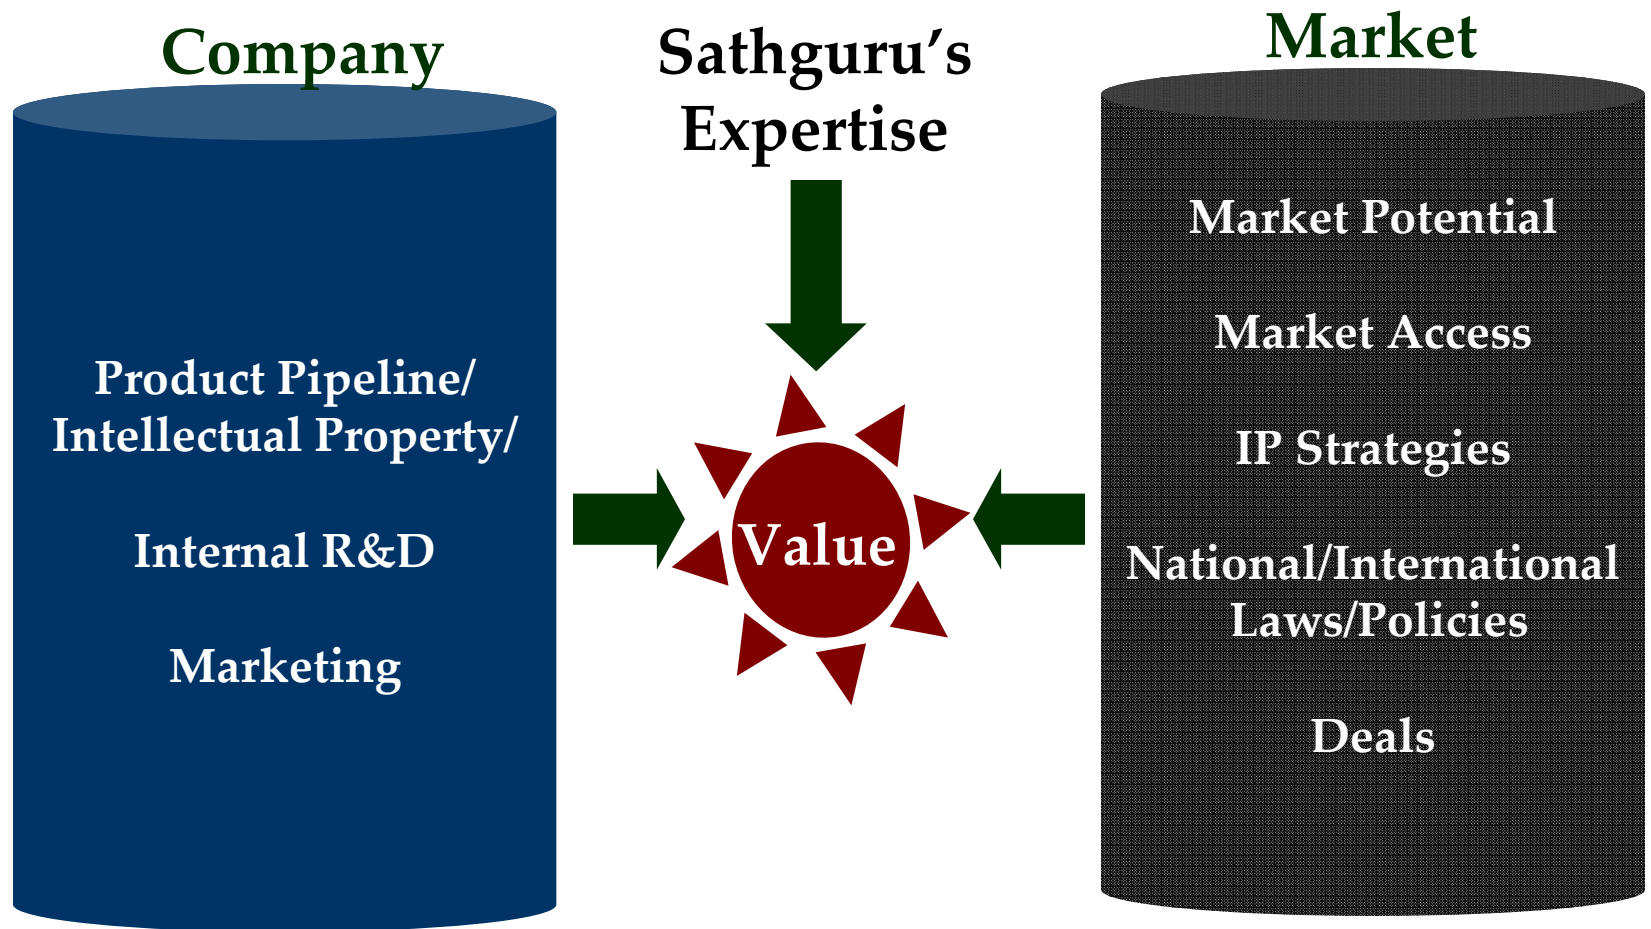 Company
Product Pipeline/
Intellectual Property/
Internal R&D
Marketing
Sathguru’s
Expertise
Value
Market
Market Potential
Market Access
IP Strategies
National/International
Laws/Policies
Deals